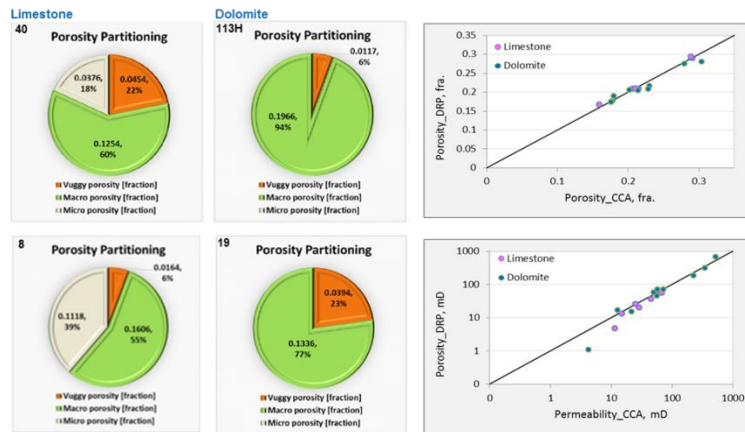 Limestone
Dolomite
40
Porosity Partitioning
0.0376,
18%
0.0454,
22%
0.1254,
60%
Vuggy porosity [fraction]
Macro porosity [fraction]
Micro porosity [fraction]
113H
Porosity Partitioning
0.0117,
6%
0.1966,
94%
Vuggy porosity [fraction]
Macro porosity [fraction]
Micro porosity [fraction]
Porosity_DRP, fra.
0.35
0.3
0.25
0.2
0.15
0.1
0.05
0
Limestone
Dolomite
0
0.1
0.2
0.3
Porosity_CCA, fra.
8
Porosity Partitioning
0.0164,
6%
0.1118,
39%
0.1606,
55%
Vuggy porosity [fraction]
Macro porosity [fraction]
Micro porosity [fraction]
19
Porosity Partitioning
0.0394,
23%
0.1336,
77%
Vuggy porosity [fraction]
Macro porosity [fraction]
Micro porosity [fraction]
Porosity_DRP, mD
1000
100
10
1
0
Limestone
Dolomite
0
1
10
100
1000
Permeability_CCA, mD